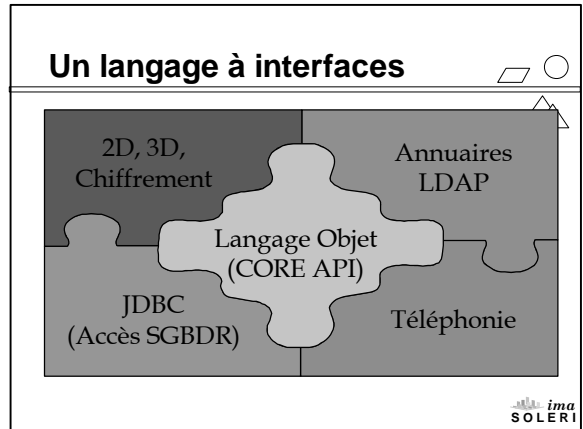 Un langage à interfaces
2D, 3D,
Chiffrement
Annuaires
LDAP
Langage Objet
(CORE API)
JDBC
(Accès SGBDR)
Téléphonie
ima
SOLERI